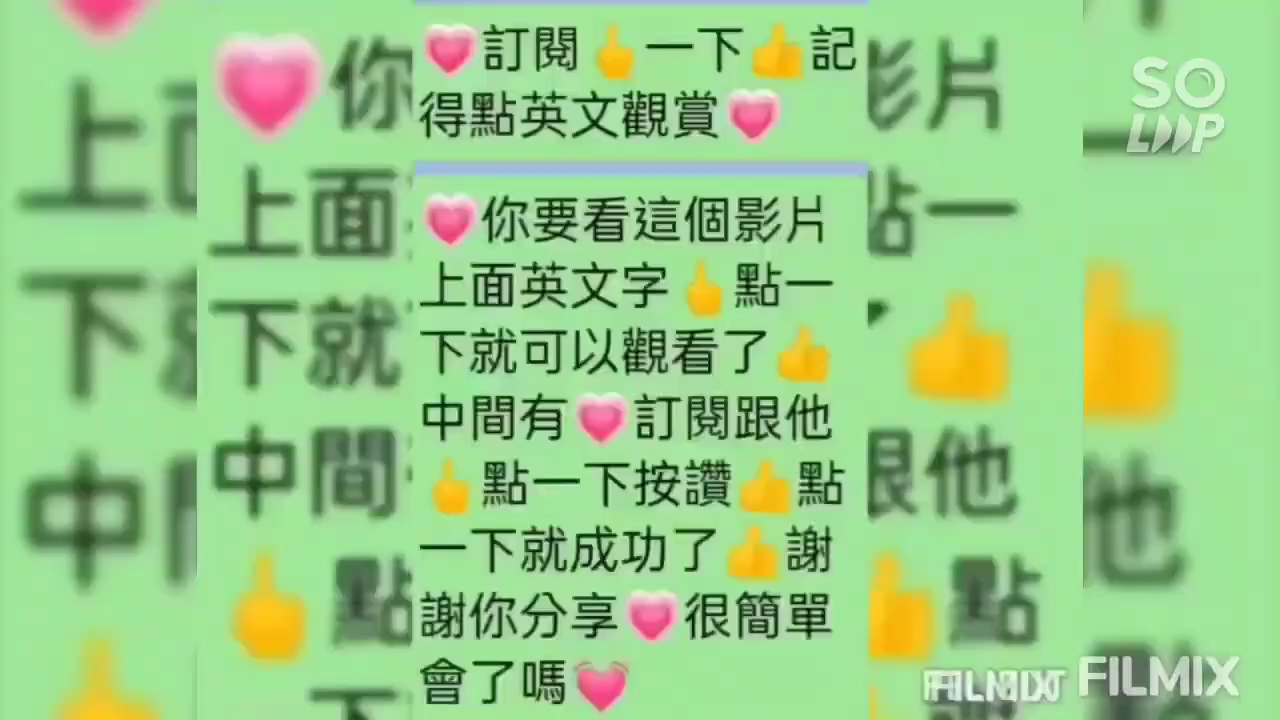 💗訂閱🖕一下👍記
得點英文觀賞💗
💗你要看這個影片
上面英文字🖕點一
下就可以觀看了👍
中間有💗訂閱跟他
🖕點一下按讚👍點
一下就成功了👍謝
謝你分享💗很簡單
會了嗎💓
SOLOOP
FILMIX